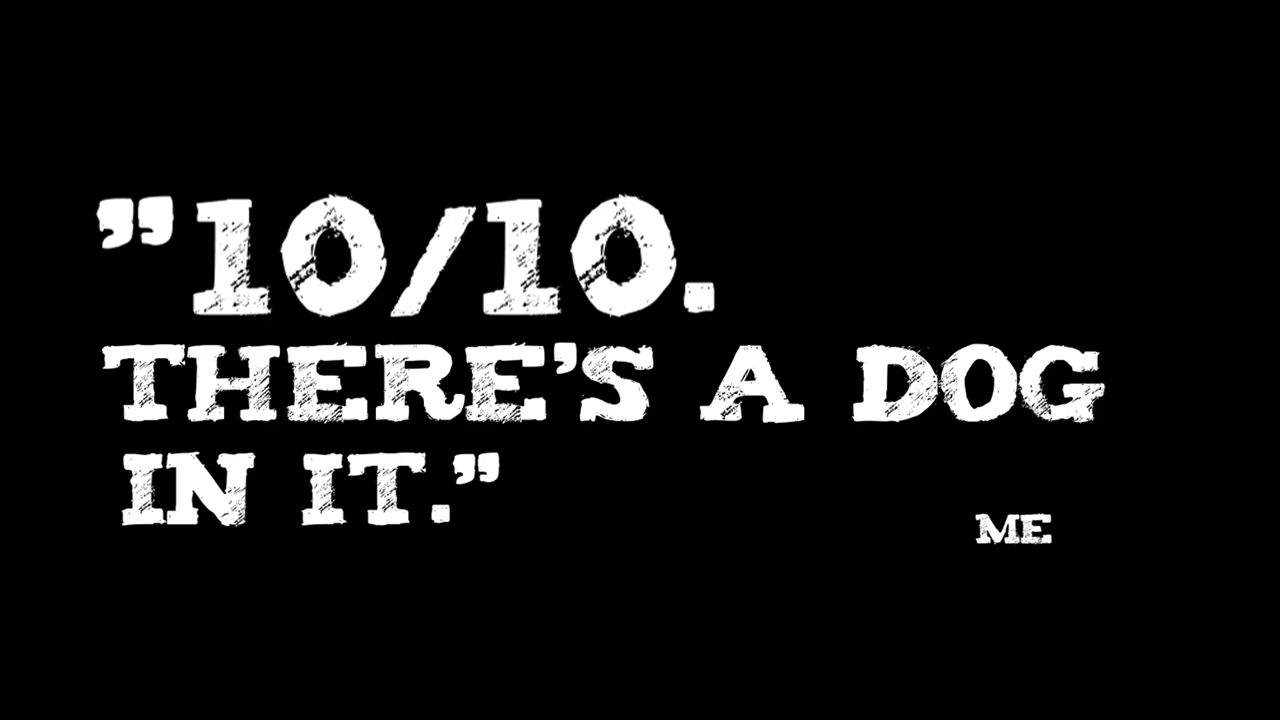 ”10/10.
THERE’S A DOG
IN IT.”
ME